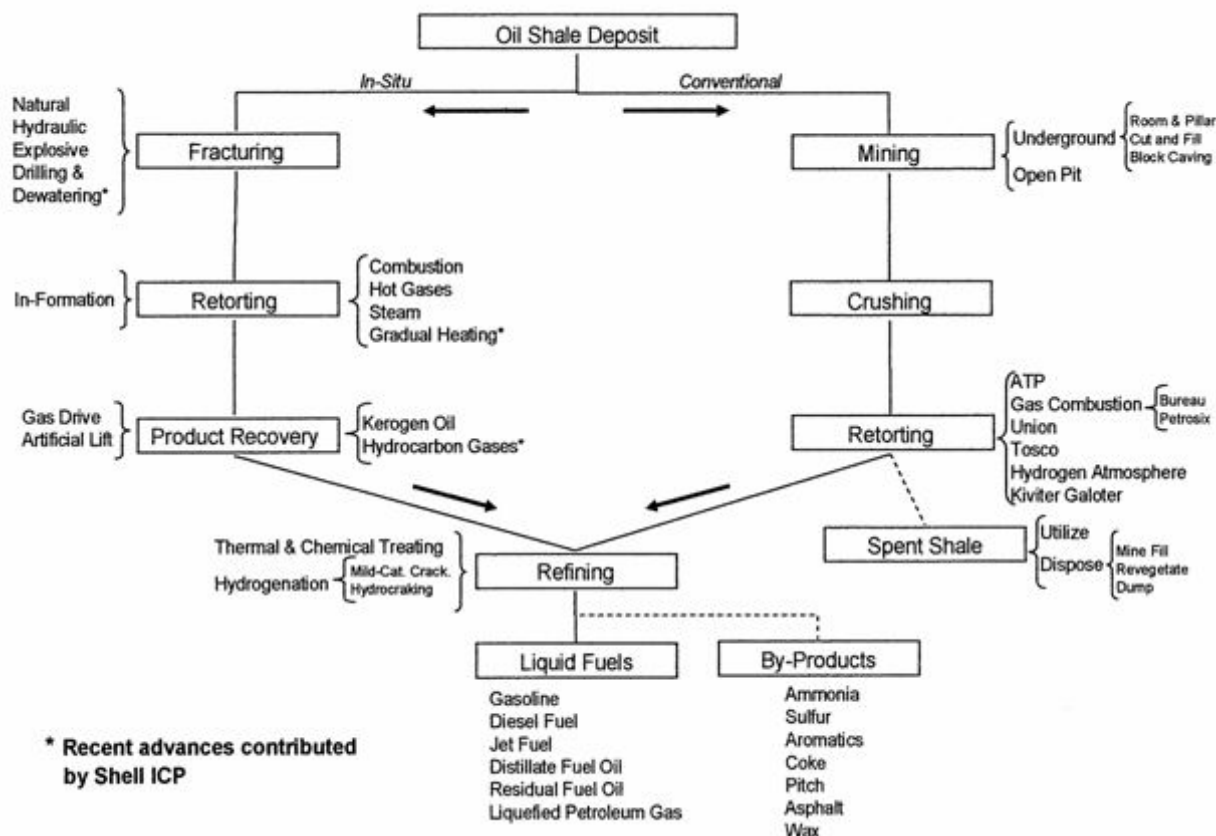 Oil Shale Deposit
In-Situ
Conventional
Natural
Hydraulic
Explosive
Drilling &
Dewatering*
Fracturing
Mining
Underground
Open Pit
Room & Pillar
Cut and Fill
Block Caving
In-Formation
Retorting
Combustion
Hot Gases
Steam
Gradual Heating*
Crushing
Gas Drive
Artificial Lift
Product Recovery
Kerogen Oil
Hydrocarbon Gases*
Retorting
ATP
Gas Combustion
Union
Tosco
Hydrogen Atmosphere
Kiviter Galoter
Bureau
Petrosix
Thermal & Chemical Treating
Hydrogenation
Mild-Cat. Crack.
Hydrocraking
Refining
Spent Shale
Utilize
Dispose
Mine Fill
Revegetate
Dump
Liquid Fuels
Gasoline
Diesel Fuel
Jet Fuel
Distillate Fuel Oil
Residual Fuel Oil
Liquefied Petroleum Gas
By-Products
Ammonia
Sulfur
Aromatics
Coke
Pitch
Asphalt
Wax
* Recent advances contributed
by Shell ICP